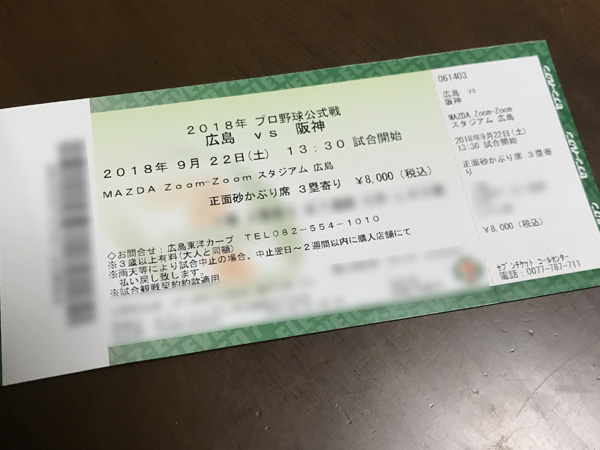 2018年 プロ野球公式戦
広島 vs 阪神
2018年 9月 22日(土) 13:30 試合開始
MAZDA Zoom-Zoom スタジアム 広島
正面砂かぶり席 3塁寄り ¥8,000 (税込)
◇お問合せ：広島東洋カープ TEL082-554-1010
※3歳以上有料(大人と同額)
※雨天等により試合中止の場合、中止翌日～2週間以内に購入店舗にて
払い戻し致します。
※試合観戦契約約款適用
061403
広島 vs
阪神
MAZDA Zoom-Zoom
スタジアム 広島
2018年9月22日(土)
13:30 試合開始
正面砂かぶり席 3塁寄
り
¥8,000 (税込)
セブンチケット コールセンター
電話：0077-787-711